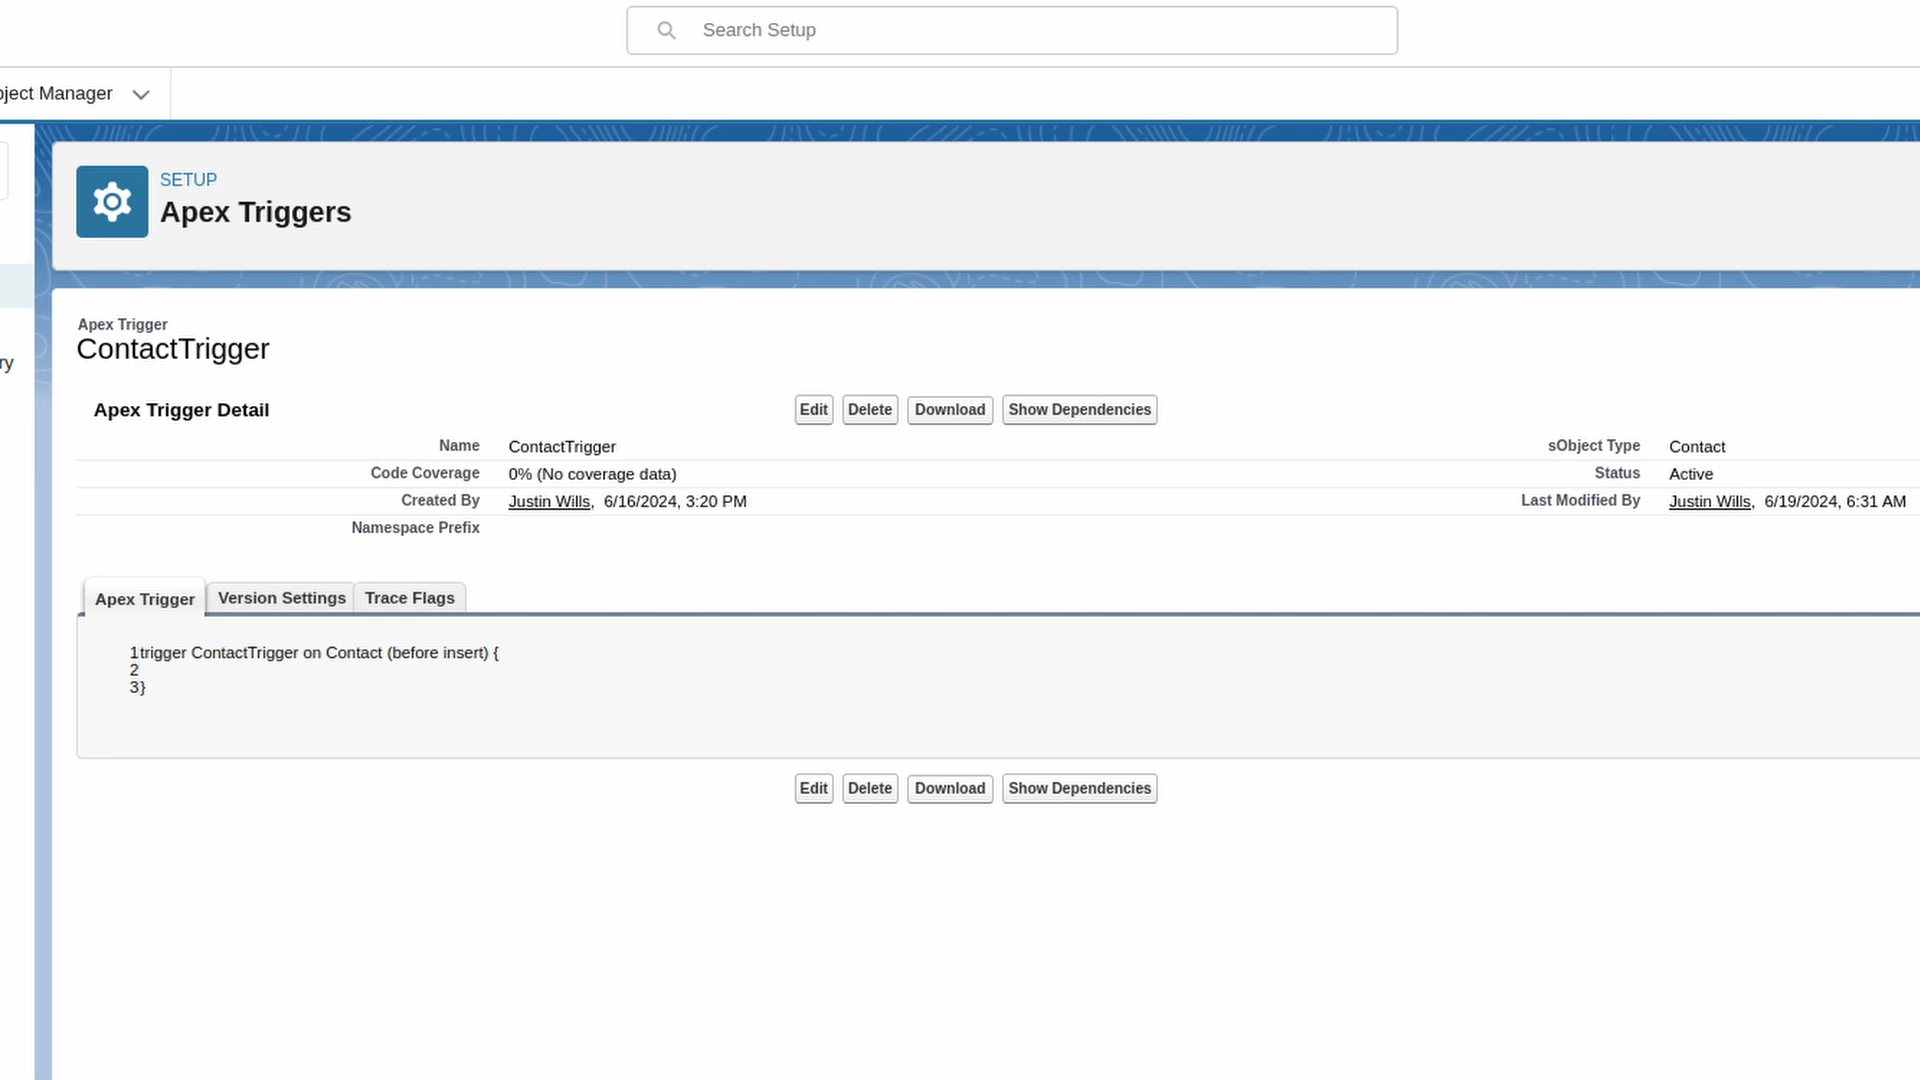 Search Setup
ject Manager
SETUP
Apex Triggers
ry
Apex Trigger
ContactTrigger
Apex Trigger Detail Edit Delete Download Show Dependencies
Name ContactTrigger sObject Type Contact
Code Coverage 0% (No coverage data) Status Active
Created By Justin Wills, 6/16/2024, 3:20 PM Last Modified By Justin Wills, 6/19/2024, 6:31 AM
Namespace Prefix
Apex Trigger Version Settings Trace Flags
1 trigger ContactTrigger on Contact (before insert) {
2
3 }
Edit Delete Download Show Dependencies